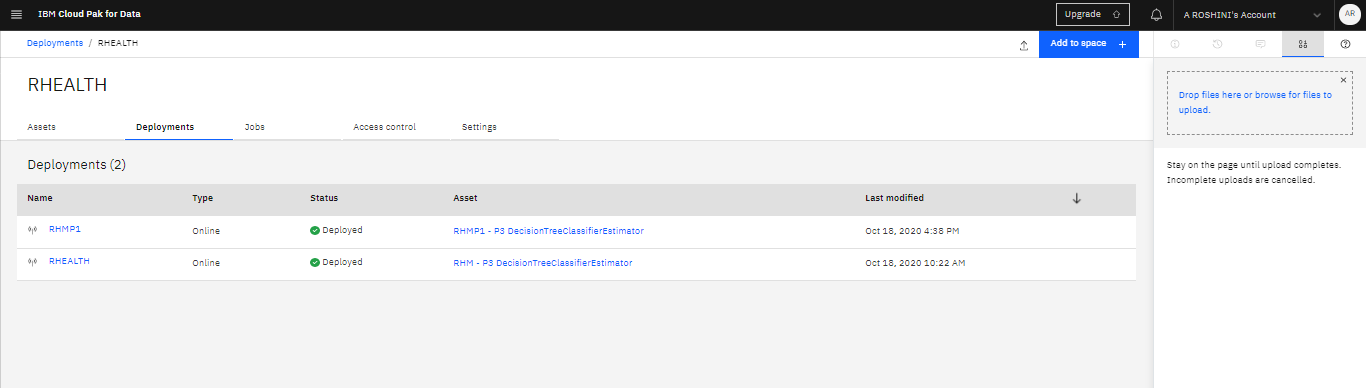 IBM Cloud Pak for Data
Upgrade
A ROSHINI's Account
AR
Deployments / RHEALTH
Add to space +
RHEALTH
Assets
Deployments
Jobs
Access control
Settings
Deployments (2)
Name Type Status Asset Last modified
RHMP1 Online Deployed RHMP1 - P3 DecisionTreeClassifierEstimator Oct 18, 2020 4:38 PM
RHEALTH Online Deployed RHM - P3 DecisionTreeClassifierEstimator Oct 18, 2020 10:22 AM
Drop files here or browse for files to
upload.
Stay on the page until upload completes.
Incomplete uploads are cancelled.